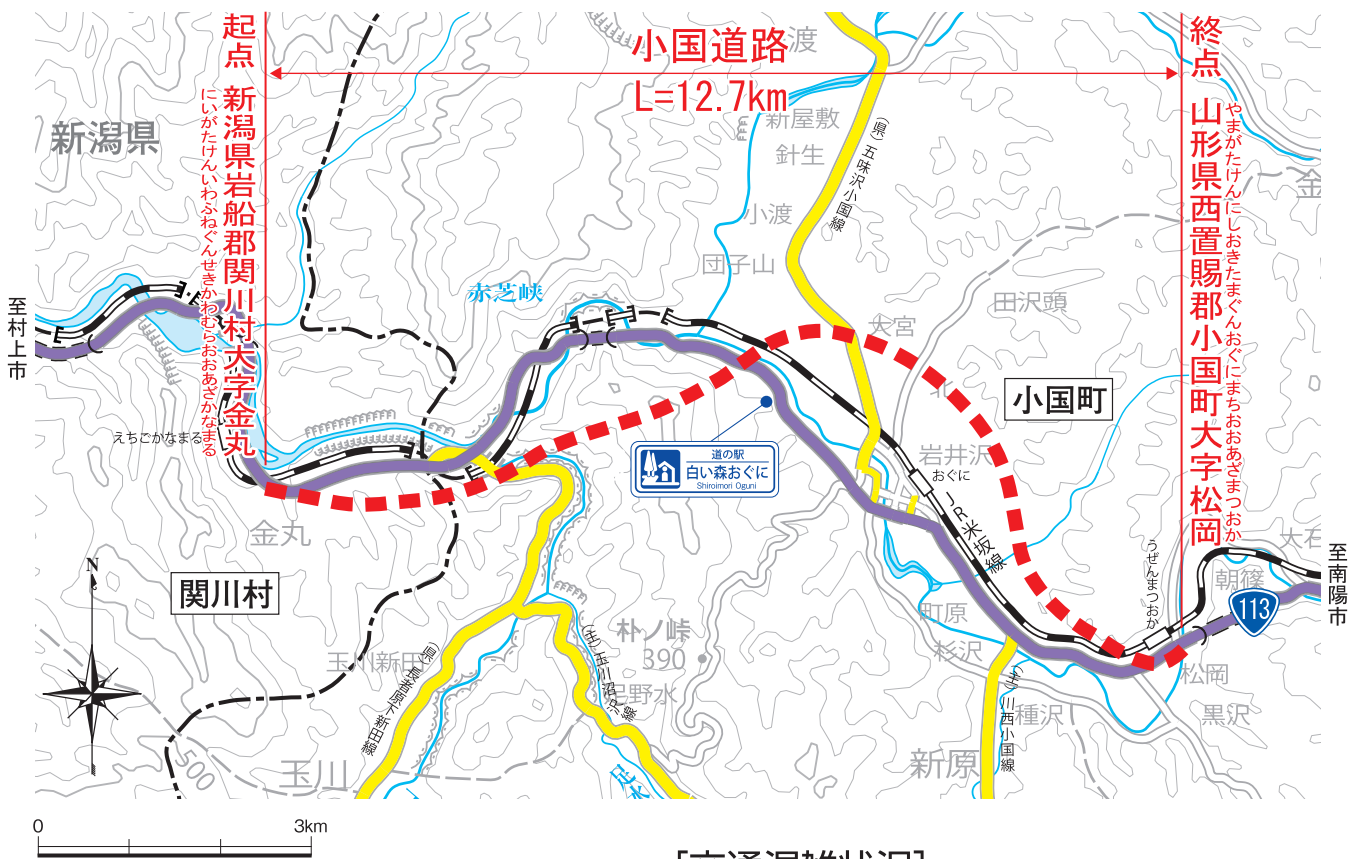 起点 新潟県岩船郡関川村大字金丸
にいがたけんいわふねぐんせきかわむらおおあざかなまる
小国道路
L=12.7km
終点 山形県西置賜郡小国町大字松岡
やまがたけんにしおきたまぐんおぐにまちおおあざまつおか
新潟県
渡
新屋敷
針生
(県)五味沢小国線
小渡
団子山
金
赤芝峡
田沢頭
大宮
至村上市
北
小国町
えちごかなまる
道の駅
白い森おぐに
Shiroimori Oguni
岩井沢
おぐに
JR米坂線
金丸
うぜんまつおか
大石
朝篠
至南陽市
113
N
関川村
町原
杉沢
朴ノ峠
390
玉川新田
(県)長者原下新田線
(主)玉川沼沢線
足野水
松岡
種沢
黒沢
(主)川西小国線
500
玉川
新原
足水
0
3km